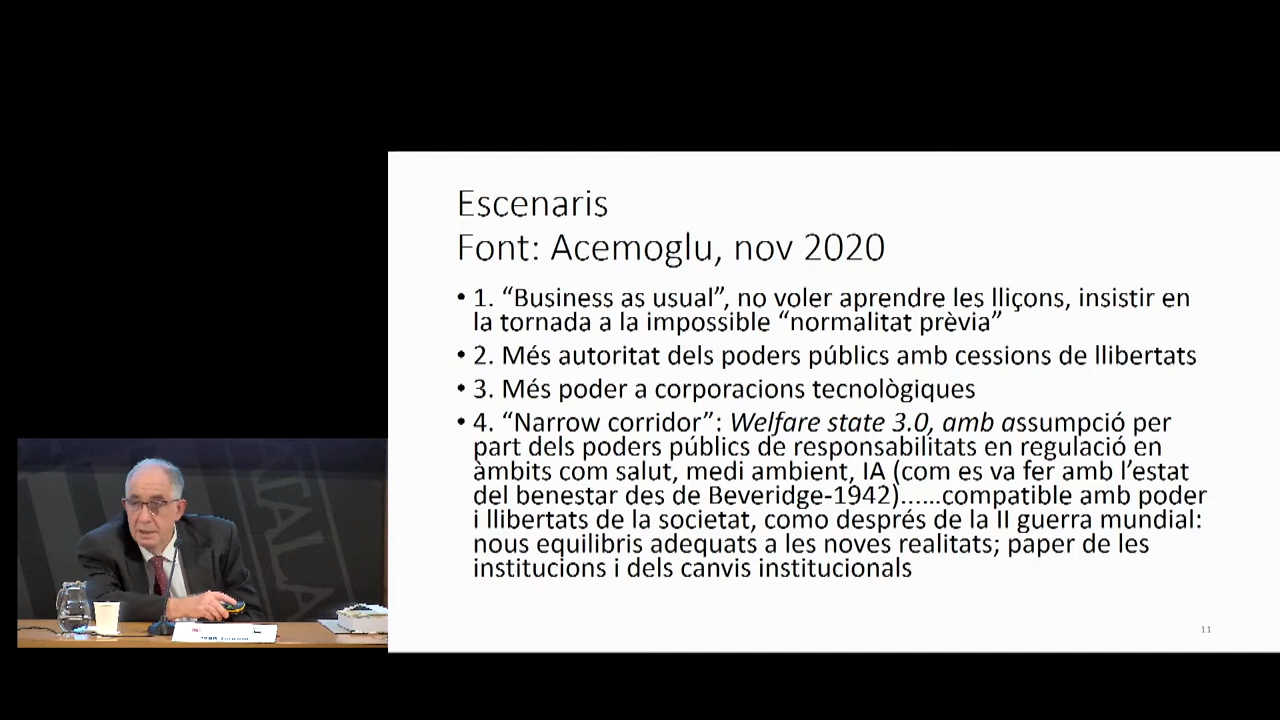 Escenaris
Font: Acemoglu, nov 2020
• 1. “Business as usual”, no voler aprendre les lliçons, insistir en
la tornada a la impossible “normalitat prèvia”
• 2. Més autoritat dels poders públics amb cessions de llibertats
• 3. Més poder a corporacions tecnològiques
• 4. “Narrow corridor”: Welfare state 3.0, amb assumpció per
part dels poders públics de responsabilitats en regulació en
àmbits com salut, medi ambient, IA (com es va fer amb l’estat
del benestar des de Beveridge-1942)......compatible amb poder
i llibertats de la societat, como després de la II guerra mundial:
nous equilibris adequats a les noves realitats; paper de les
institucions i dels canvis institucionals
11